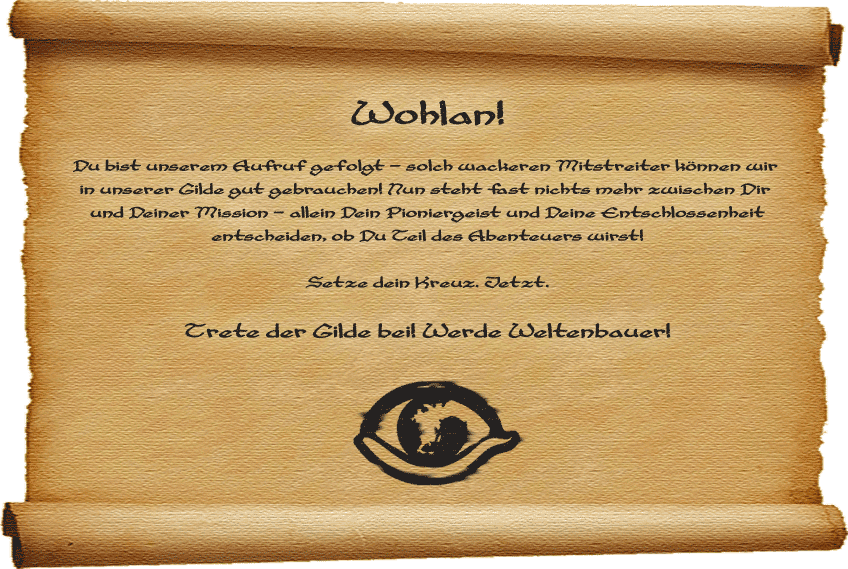 Wohlan!
Du bist unserem Aufruf gefolgt – solch wackeren Mitstreiter können wir
in unserer Gilde gut gebrauchen! Nun steht fast nichts mehr zwischen Dir
und Deiner Mission – allein Dein Pioniergeist und Deine Entschlossenheit
entscheiden, ob Du Teil des Abenteuers wirst!
Setze dein Kreuz. Jetzt.
Trete der Gilde bei! Werde Weltenbauer!